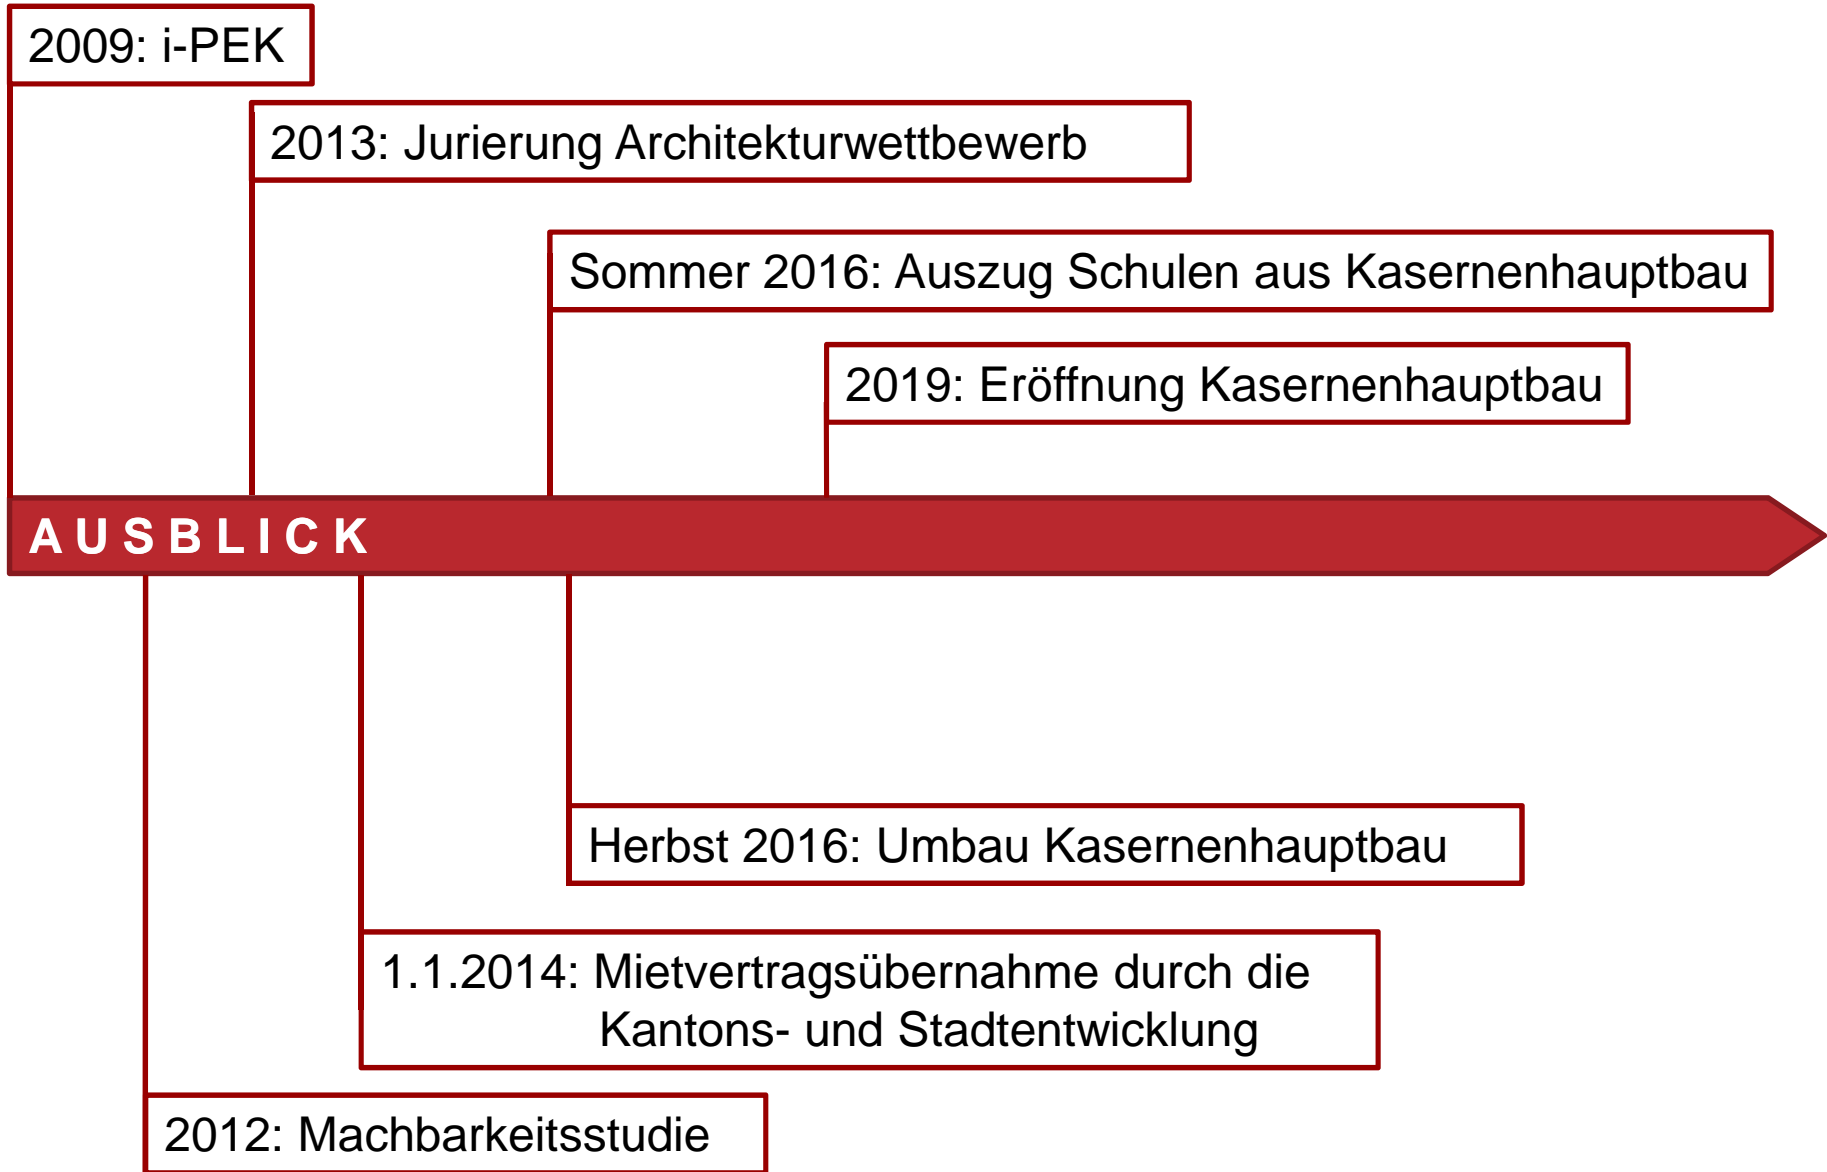 2009: i-PEK
2013: Jurierung Architekturwettbewerb
Sommer 2016: Auszug Schulen aus Kasernenhauptbau
2019: Eröffnung Kasernenhauptbau
AUSBLICK
Herbst 2016: Umbau Kasernenhauptbau
1.1.2014: Mietvertragsübernahme durch die
Kantons- und Stadtentwicklung
2012: Machbarkeitsstudie